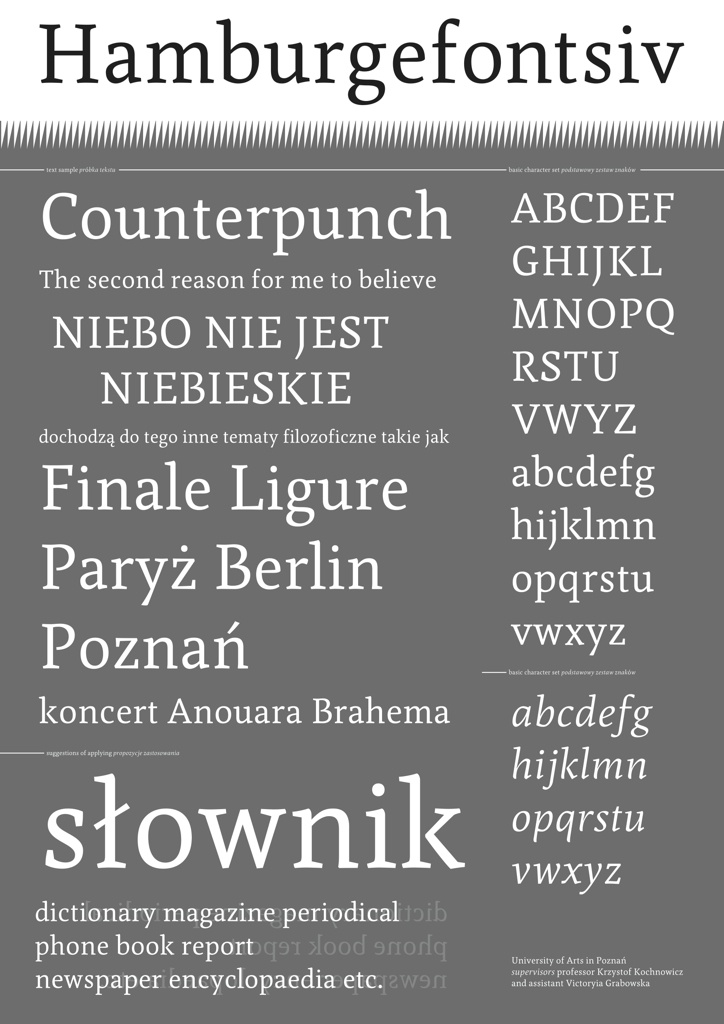 Hamburgefontsiv
text sample próbka tekstu
Counterpunch
The second reason for me to believe
NIEBO NIE JEST
NIEBIESKIE
dochodzą do tego inne tematy filozoficzne takie jak
Finale Ligure
Paryż Berlin
Poznań
koncert Anouara Brahema
suggestions of applying propozycje zastosowania
słownik
dictionary magazine periodical
phone book report
newspaper encyclopaedia etc.
basic character set podstawowy zestaw znaków
ABCDEF
GHIJKL
MNOPQ
RSTU
VWYZ
abcdefg
hijklmn
opqrstu
vwxyz
basic character set podstawowy zestaw znaków
abcdefg
hijklmn
opqrstu
vwxyz
University of Arts in Poznań
supervisors professor Krzystof Kochnowicz
and assistant Victoryia Grabowska